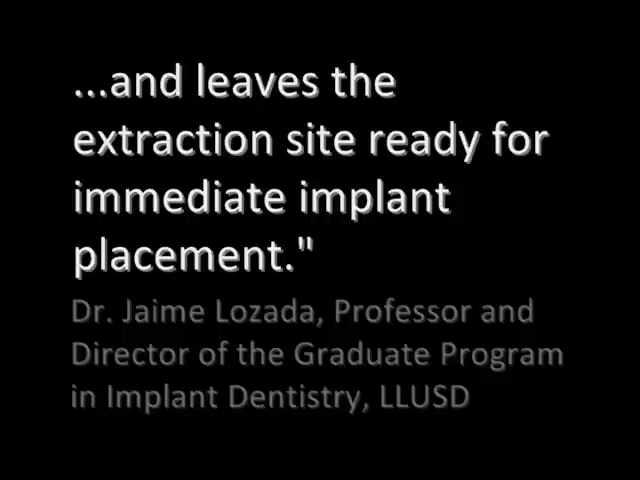 ...and leaves the
extraction site ready for
immediate implant
placement."
Dr. Jaime Lozada, Professor and
Director of the Graduate Program
in Implant Dentistry, LLUSD